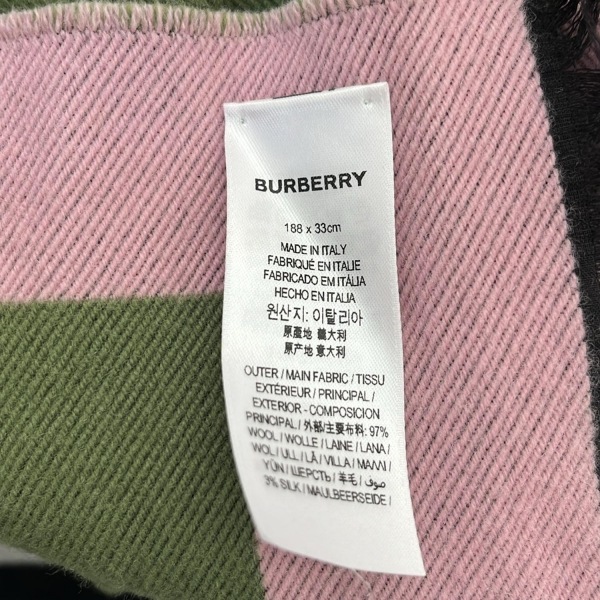 BURBERRY
188 x 33cm
MADE IN ITALY
FABRIQUÉ EN ITALIE
FABRICADO EM ITÁLIA
HECHO EN ITALIA
원산지: 이탈리아
原產地 義大利
原产地 意大利
OUTER / MAIN FABRIC / TISSU
EXTÉRIEUR / PRINCIPAL /
EXTERIOR - COMPOSICION
PRINCIPAL / 外部/主要布料: 97%
WOOL / WOLLE / LAINE / LANA /
WOL / ULL / LÃ / VILLA / ΜΑΛΛΙ /
YÜN / ШЕРСТЬ / 羊毛 / صوف /
3% SILK / MAULBEERSEIDE /